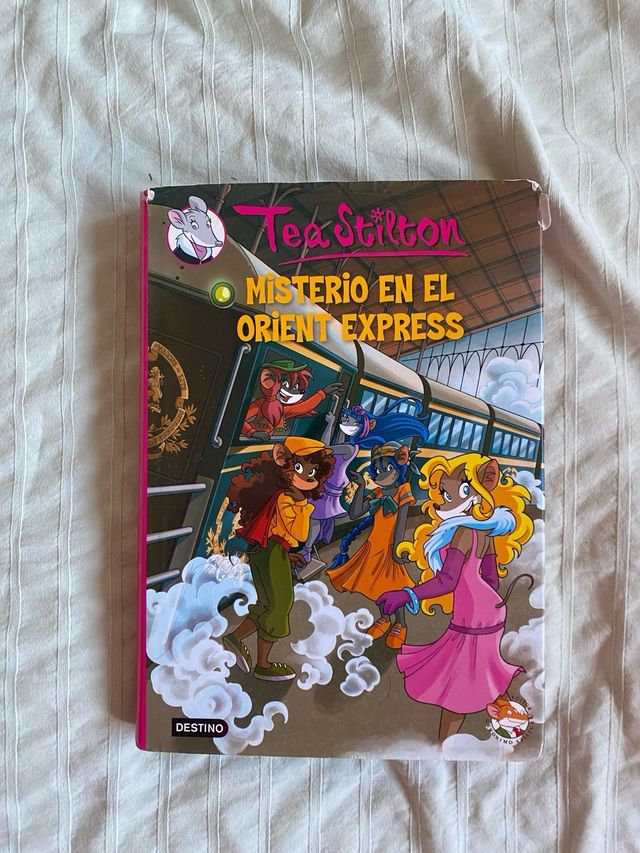 Tea Stilton
MISTERIO EN EL
ORIENT EXPRESS
DESTINO